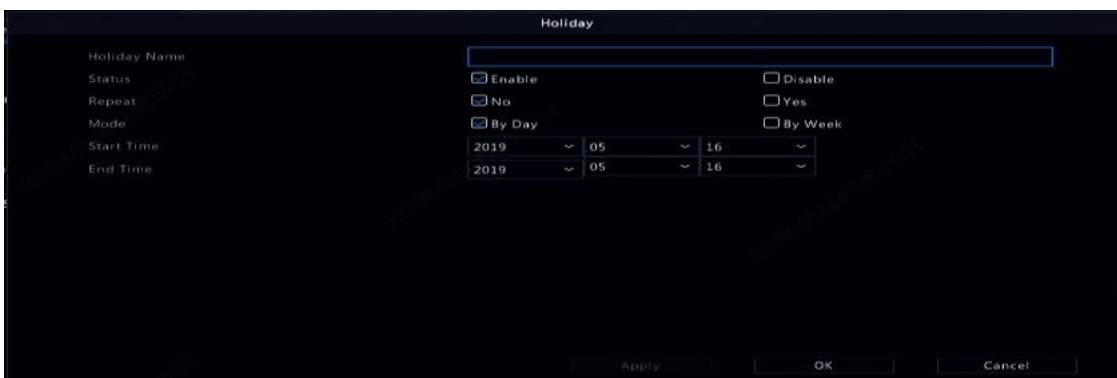 Holiday
Holiday Name
Status Enable Disable
Repeat No Yes
Mode By Day By Week
Start Time 2019 05 16
End Time 2019 05 16
Apply OK Cancel